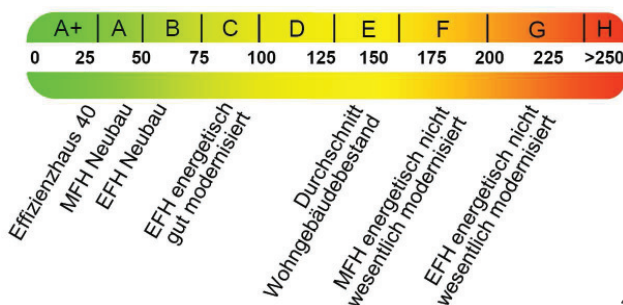 A+ A B C D E F G H
0 25 50 75 100 125 150 175 200 225 >250
Effizienzhaus 40
MFH Neubau
EFH Neubau
EFH energetisch
gut modernisiert
Durchschnitt
Wohngebäudebestand
MFH energetisch nicht
wesentlich modernisiert
EFH energetisch nicht
wesentlich modernisiert